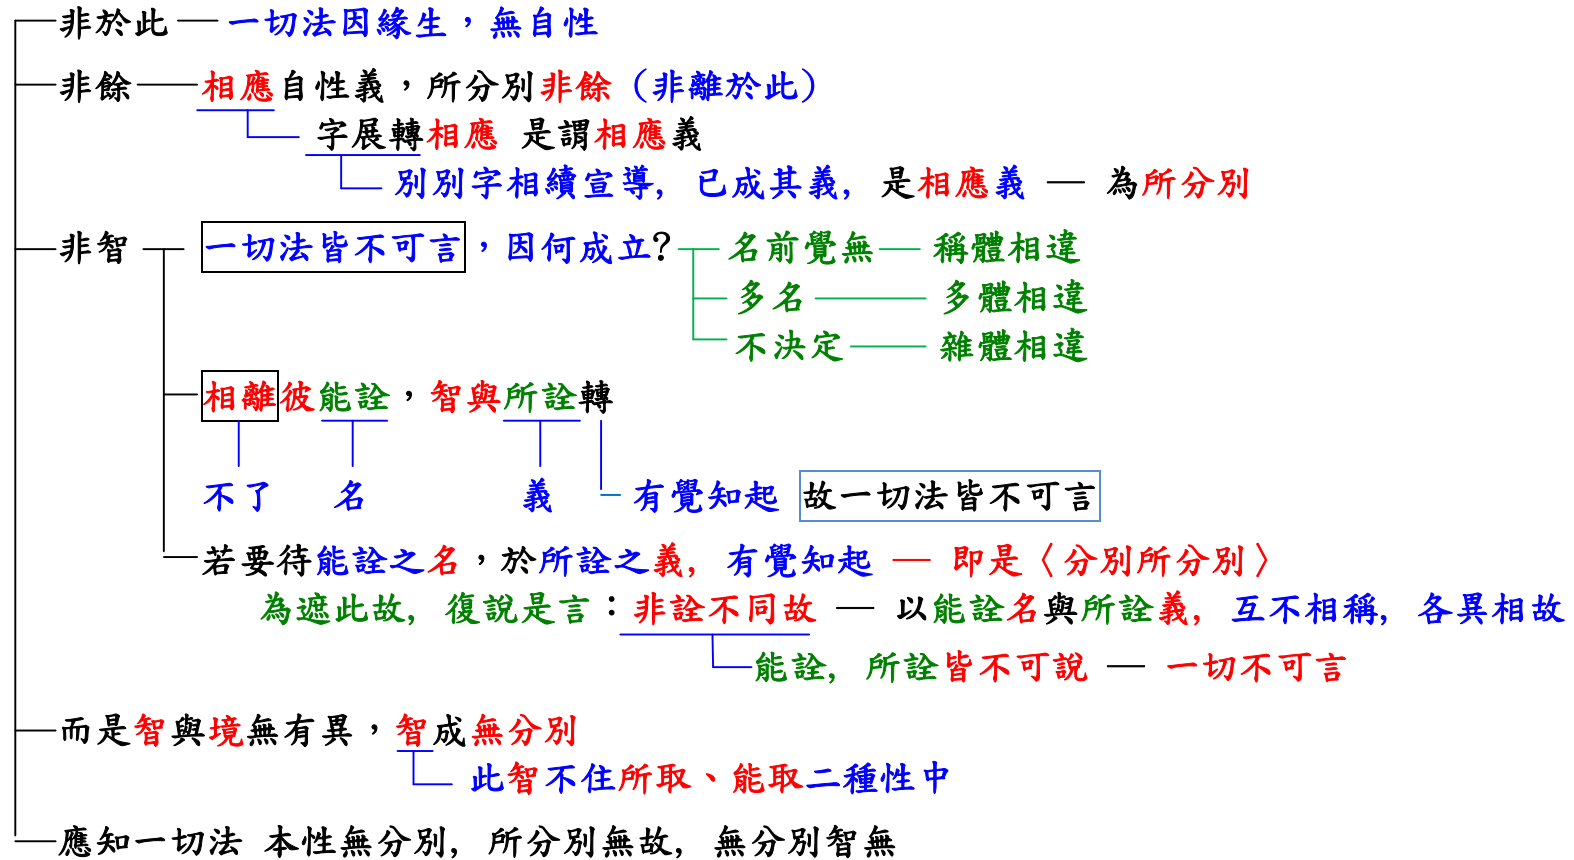 非於此 一切法因緣生，無自性
非餘 相應自性義，所分別非餘（非離於此）
字展轉相應 是謂相應義
別別字相續宣導, 已成其義, 是相應義 — 為所分別
非智 一切法皆不可言，因何成立? 名前覺無 稱體相違
多名 多體相違
不決定 雜體相違
相離彼能詮，智與所詮轉
不了 名 義 有覺知起 故一切法皆不可言
若要待能詮之名，於所詮之義, 有覺知起 — 即是〈分別所分別〉
為遮此故, 復說是言：非詮不同故 — 以能詮名與所詮義, 互不相稱, 各異相故
能詮, 所詮皆不可說 — 一切不可言
而是智與境無有異，智成無分別
此智不住所取、能取二種性中
應知一切法 本性無分別, 所分別無故, 無分別智無